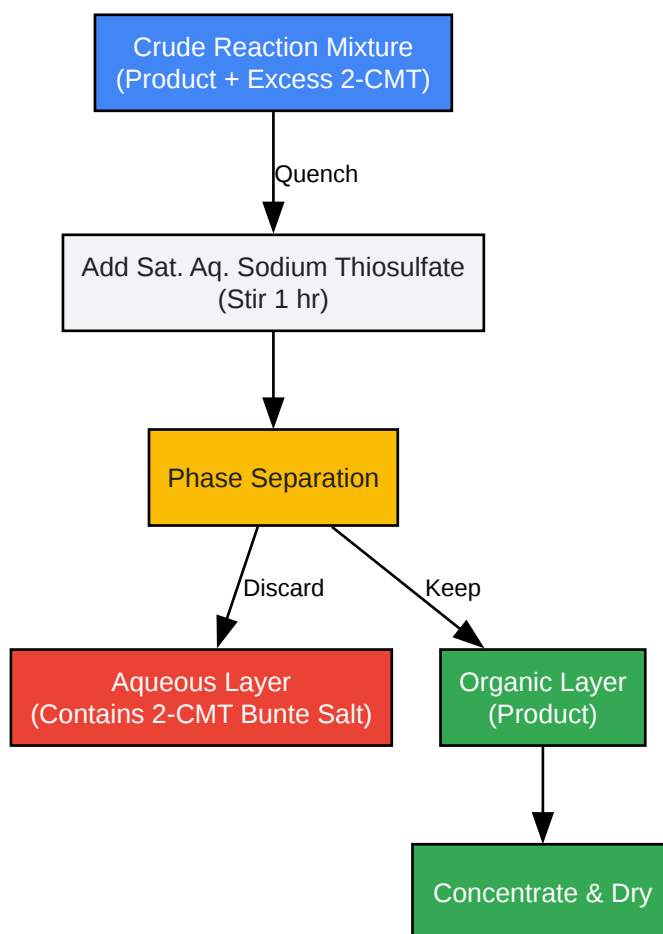 Crude Reaction Mixture
(Product + Excess 2-CMT)
Quench
Add Sat. Aq. Sodium Thiosulfate
(Stir 1 hr)
Phase Separation
Discard
Keep
Aqueous Layer
(Contains 2-CMT Bunte Salt)
Organic Layer
(Product)
Concentrate & Dry